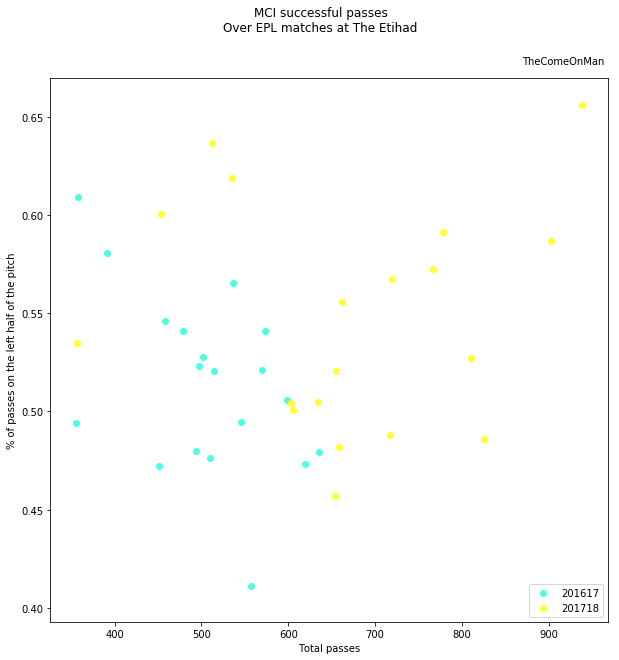 MCI successful passes
Over EPL matches at The Etihad
TheComeOnMan
0.65
0.60
0.55
0.50
0.45
0.40
% of passes on the left half of the pitch
400 500 600 700 800 900
Total passes
201617
201718